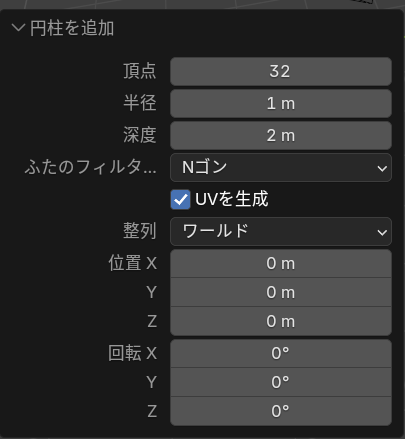 円柱を追加
頂点 32
半径 1 m
深度 2 m
ふたのフィルタ... Nゴン
UVを生成
整列 ワールド
位置 X 0 m
Y 0 m
Z 0 m
回転 X 0°
Y 0°
Z 0°